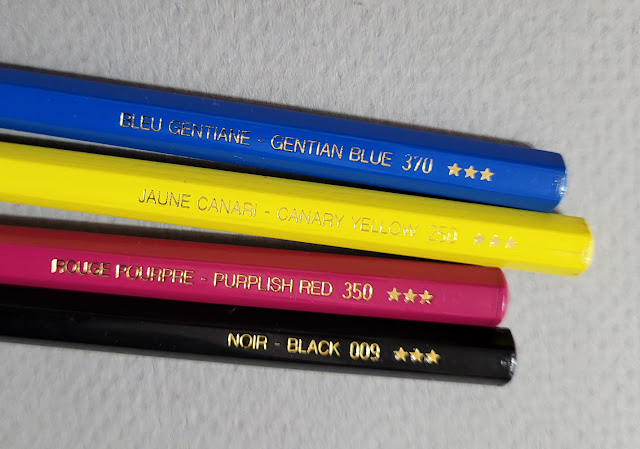 BLEU GENTIANE - GENTIAN BLUE 370 ★★★
JAUNE CANARI - CANARY YELLOW 250 ★★★
ROUGE POURPRE - PURPLISH RED 350 ★★★
NOIR - BLACK 009 ★★★